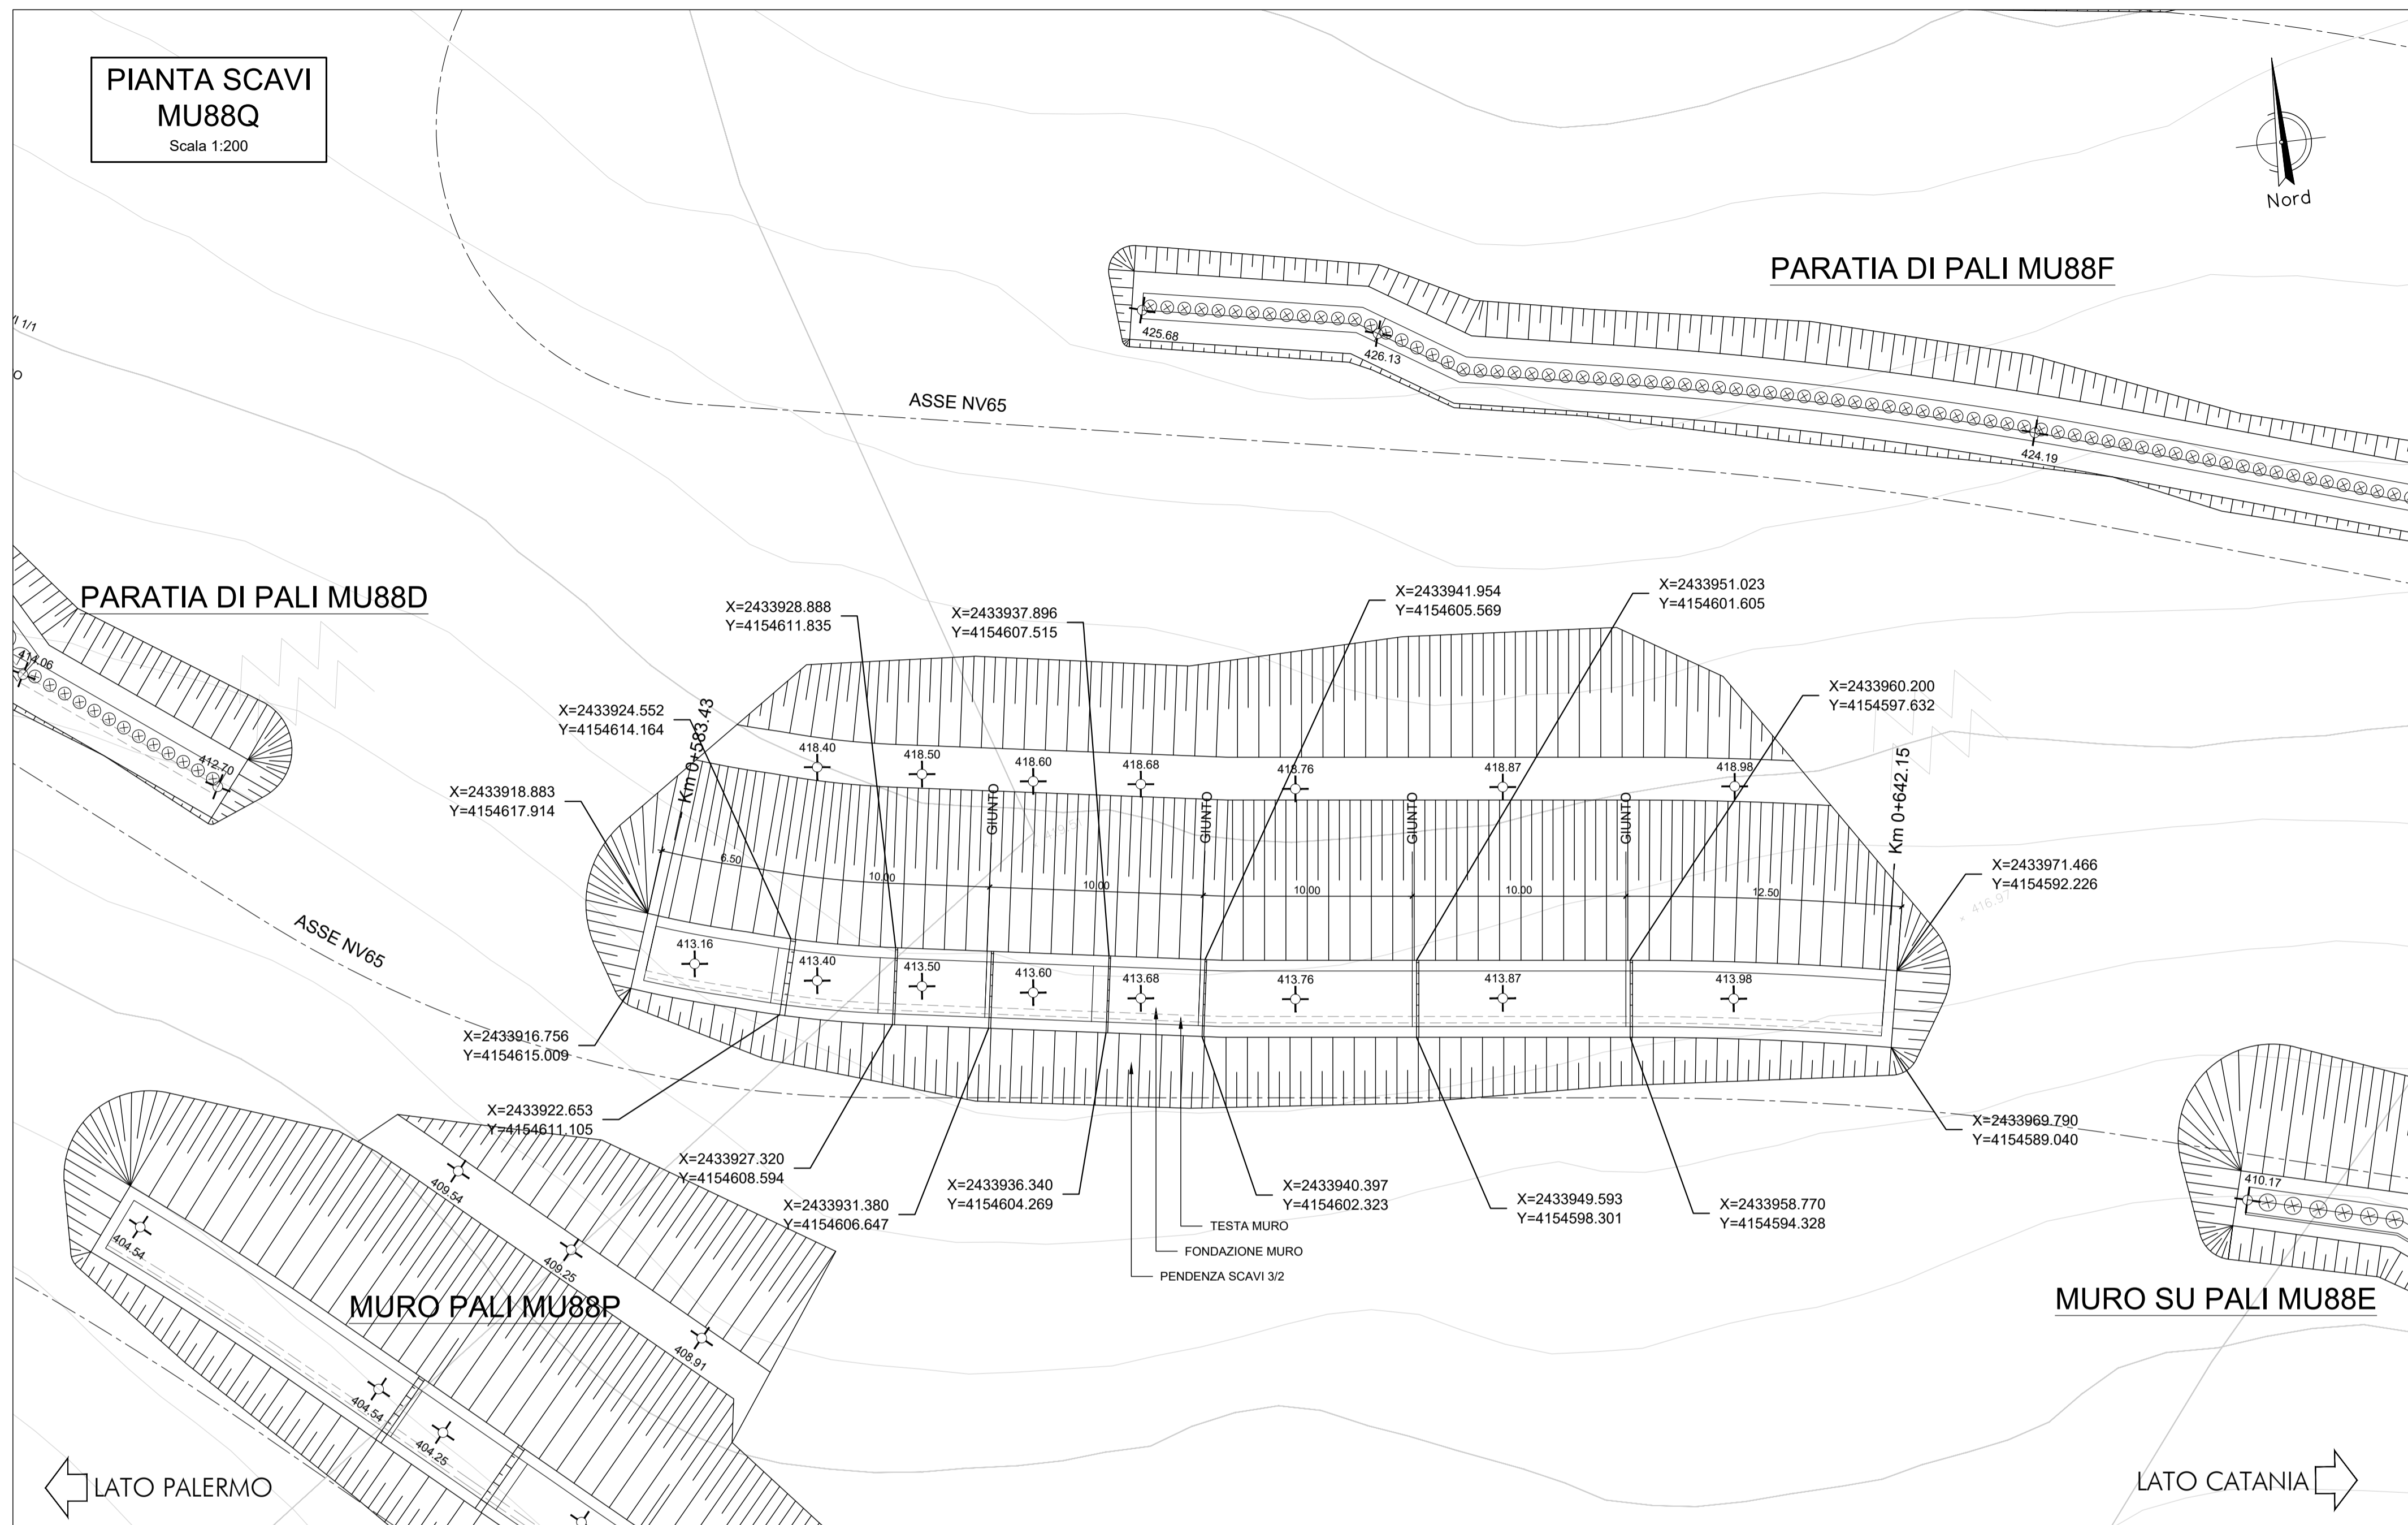 PIANTA SCAVI
MU88Q
Scala 1:200
Nord
PARATIA DI PALI MU88F
425.68
426.13
424.19
ASSE NV65
PARATIA DI PALI MU88D
414.06
412.70
X=2433928.888
Y=4154611.835
X=2433937.896
Y=4154607.515
X=2433941.954
Y=4154605.569
X=2433951.023
Y=4154601.605
X=2433960.200
Y=4154597.632
X=2433924.552
Y=4154614.164
Km 0+583.43
X=2433918.883
Y=4154617.914
418.40
418.50
418.60
418.68
418.76
418.87
418.98
Km 0+642.15
GIUNTO
GIUNTO
GIUNTO
GIUNTO
6.50
10.00
10.00
10.00
10.00
12.50
X=2433971.466
Y=4154592.226
416.97
ASSE NV65
413.16
413.40
413.50
413.60
413.68
413.76
413.87
413.98
X=2433916.756
Y=4154615.009
X=2433922.653
Y=4154611.105
X=2433927.320
Y=4154608.594
X=2433931.380
Y=4154606.647
X=2433936.340
Y=4154604.269
X=2433940.397
Y=4154602.323
X=2433949.593
Y=4154598.301
X=2433958.770
Y=4154594.328
X=2433969.790
Y=4154589.040
TESTA MURO
FONDAZIONE MURO
PENDENZA SCAVI 3/2
410.17
MURO SU PALI MU88E
409.54
409.25
408.91
404.54
404.54
404.25
MURO PALI MU88P
LATO PALERMO
LATO CATANIA